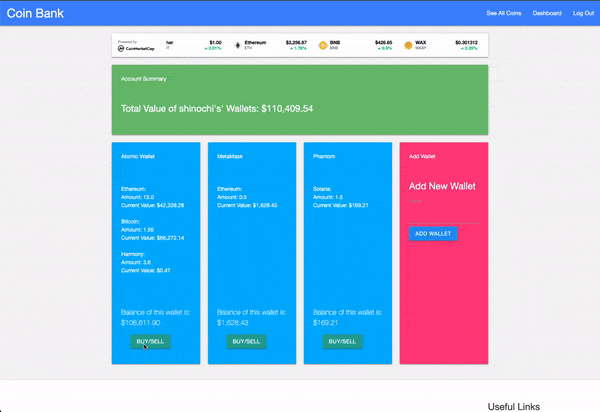 Coin Bank
See All Coins
Dashboard
Log Out
Powered by
CoinMarketCap
her
$1.00
0.01%
Ethereum
ETH
$3,256.87
1.78%
BNB
BNB
$426.65
0.9%
WAX
WAXP
$0.301312
Account Summary
Total Value of shinochi's' Wallets: $110,409.54
Atomic Wallet
Ethereum:
Amount: 13.0
Current Value: $42,339.28
Bitcoin:
Amount: 1.55
Current Value: $66,272.14
Harmony:
Amount: 3.6
Current Value: $0.47
Balance of this wallet is:
$108,611.90
BUY/SELL
MetaMask
Ethereum:
Amount: 0.5
Current Value: $1,628.43
Balance of this wallet is:
$1,628.43
BUY/SELL
Phantom
Solana:
Amount: 1.5
Current Value: $169.21
Balance of this wallet is:
$169.21
BUY/SELL
Add Wallet
Add New Wallet
Name
ADD WALLET
Useful Links